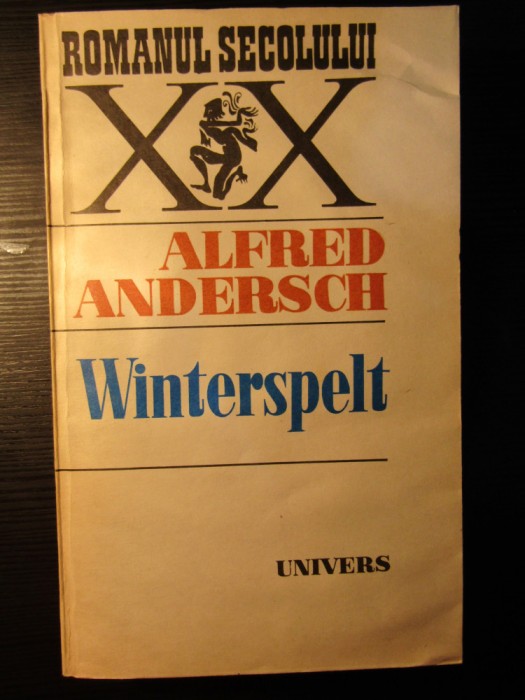 ROMANUL SECOLULUI
XX
ALFRED
ANDERSCH
Winterspelt
UNIVERS